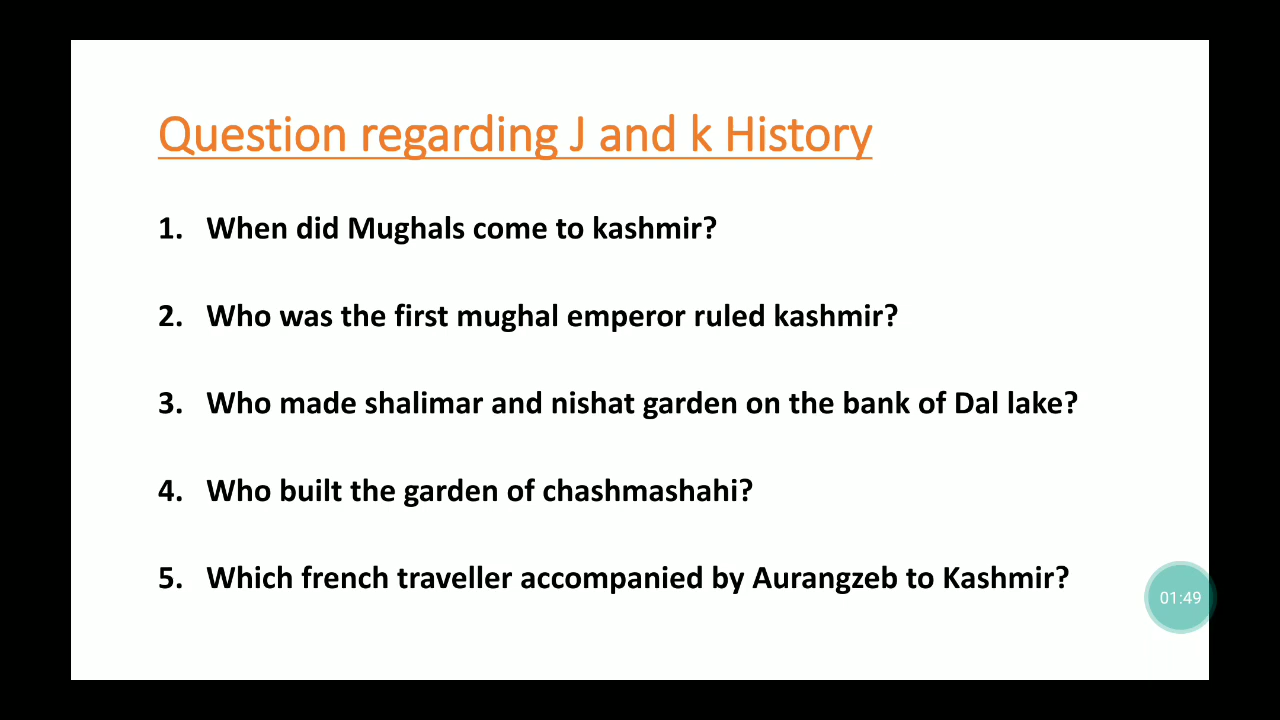 Question regarding J and k History
1. When did Mughals come to kashmir?
2. Who was the first mughal emperor ruled kashmir?
3. Who made shalimar and nishat garden on the bank of Dal lake?
4. Who built the garden of chashmashahi?
5. Which french traveller accompanied by Aurangzeb to Kashmir?
01:49